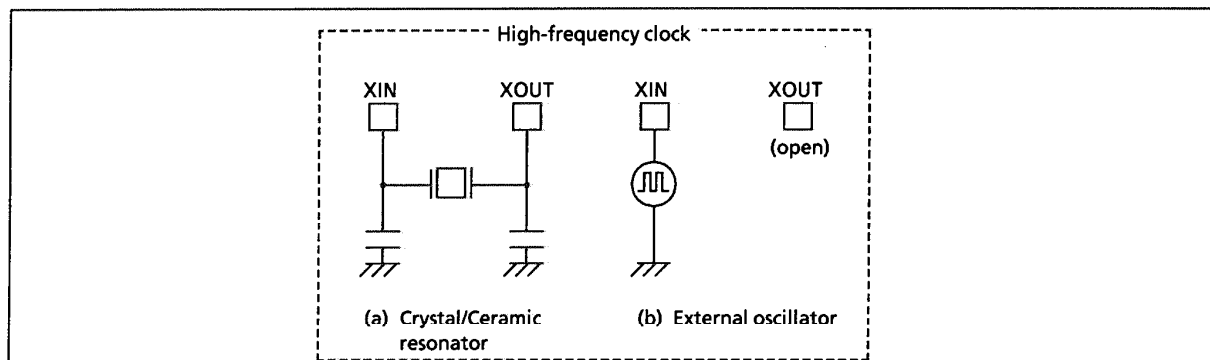 High-frequency clock
XIN
XOUT
XIN
XOUT
(open)
(a) Crystal/Ceramic
resonator
(b) External oscillator